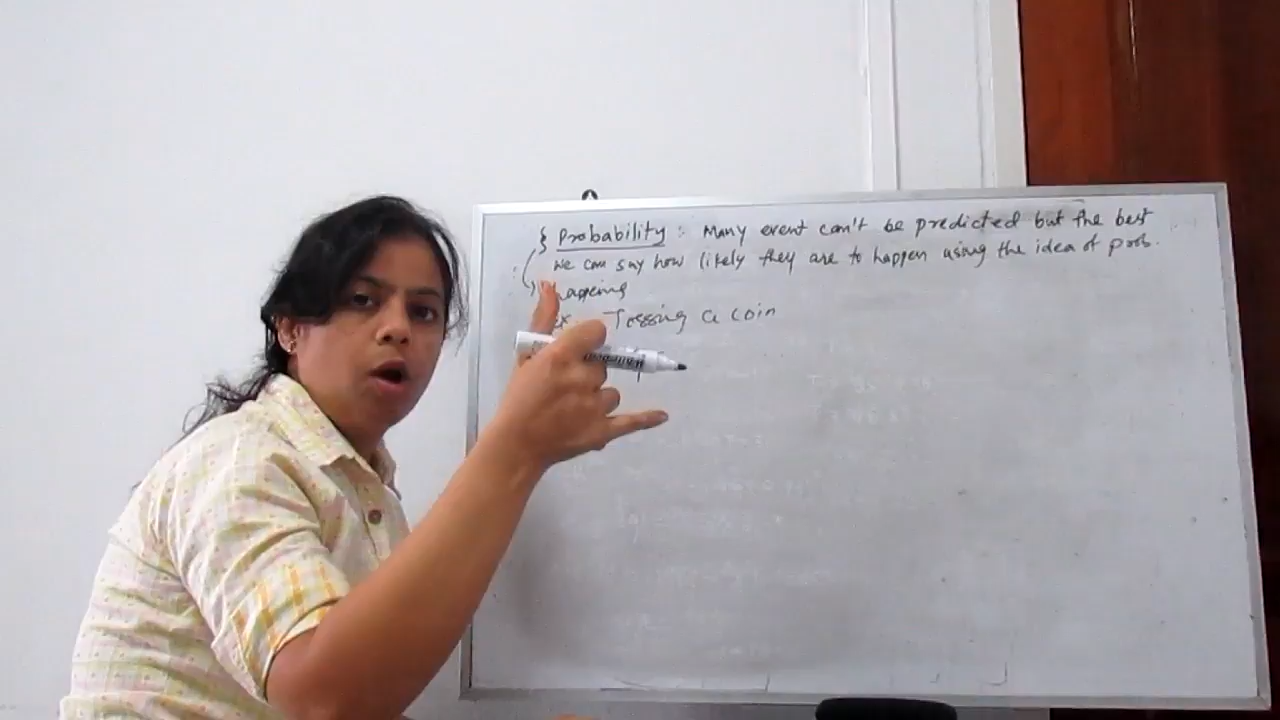 Probability : Many event can't be predicted but the best
we can say how likely they are to happen using the idea of prob.
happeing
ex. Tossing a coin